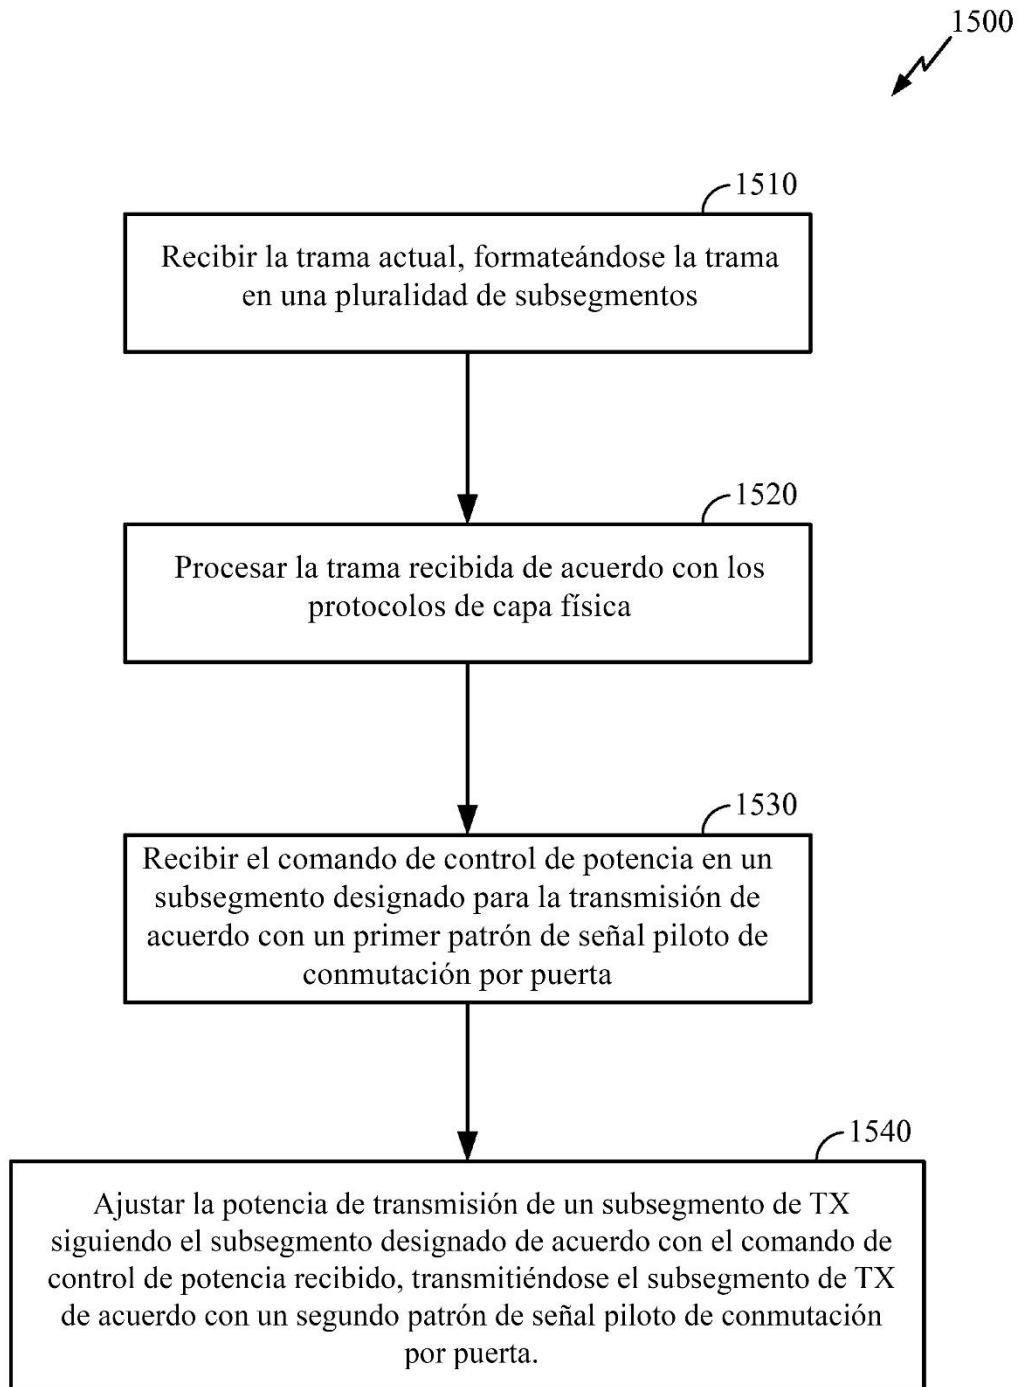 1500
1510
Recibir la trama actual, formateándose la trama
en una pluralidad de subsegmentos
1520
Procesar la trama recibida de acuerdo con los
protocolos de capa física
1530
Recibir el comando de control de potencia en un
subsegmento designado para la transmisión de
acuerdo con un primer patrón de señal piloto de
conmutación por puerta
1540
Ajustar la potencia de transmisión de un subsegmento de TX
siguiendo el subsegmento designado de acuerdo con el comando de
control de potencia recibido, transmitiéndose el subsegmento de TX
de acuerdo con un segundo patrón de señal piloto de conmutación
por puerta.